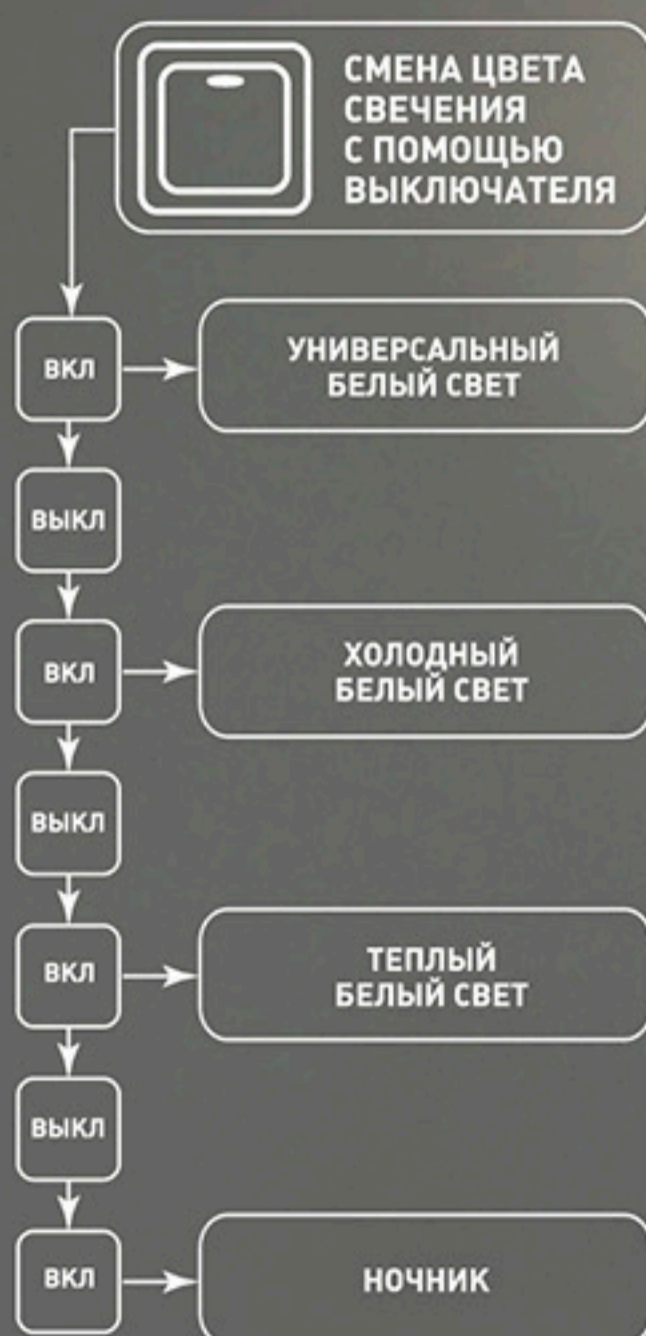 СМЕНА ЦВЕТА
СВЕЧЕНИЯ
С ПОМОЩЬЮ
ВЫКЛЮЧАТЕЛЯ
ВКЛ
УНИВЕРСАЛЬНЫЙ
БЕЛЫЙ СВЕТ
ВЫКЛ
ВКЛ
ХОЛОДНЫЙ
БЕЛЫЙ СВЕТ
ВЫКЛ
ВКЛ
ТЕПЛЫЙ
БЕЛЫЙ СВЕТ
ВЫКЛ
ВКЛ
НОЧНИК